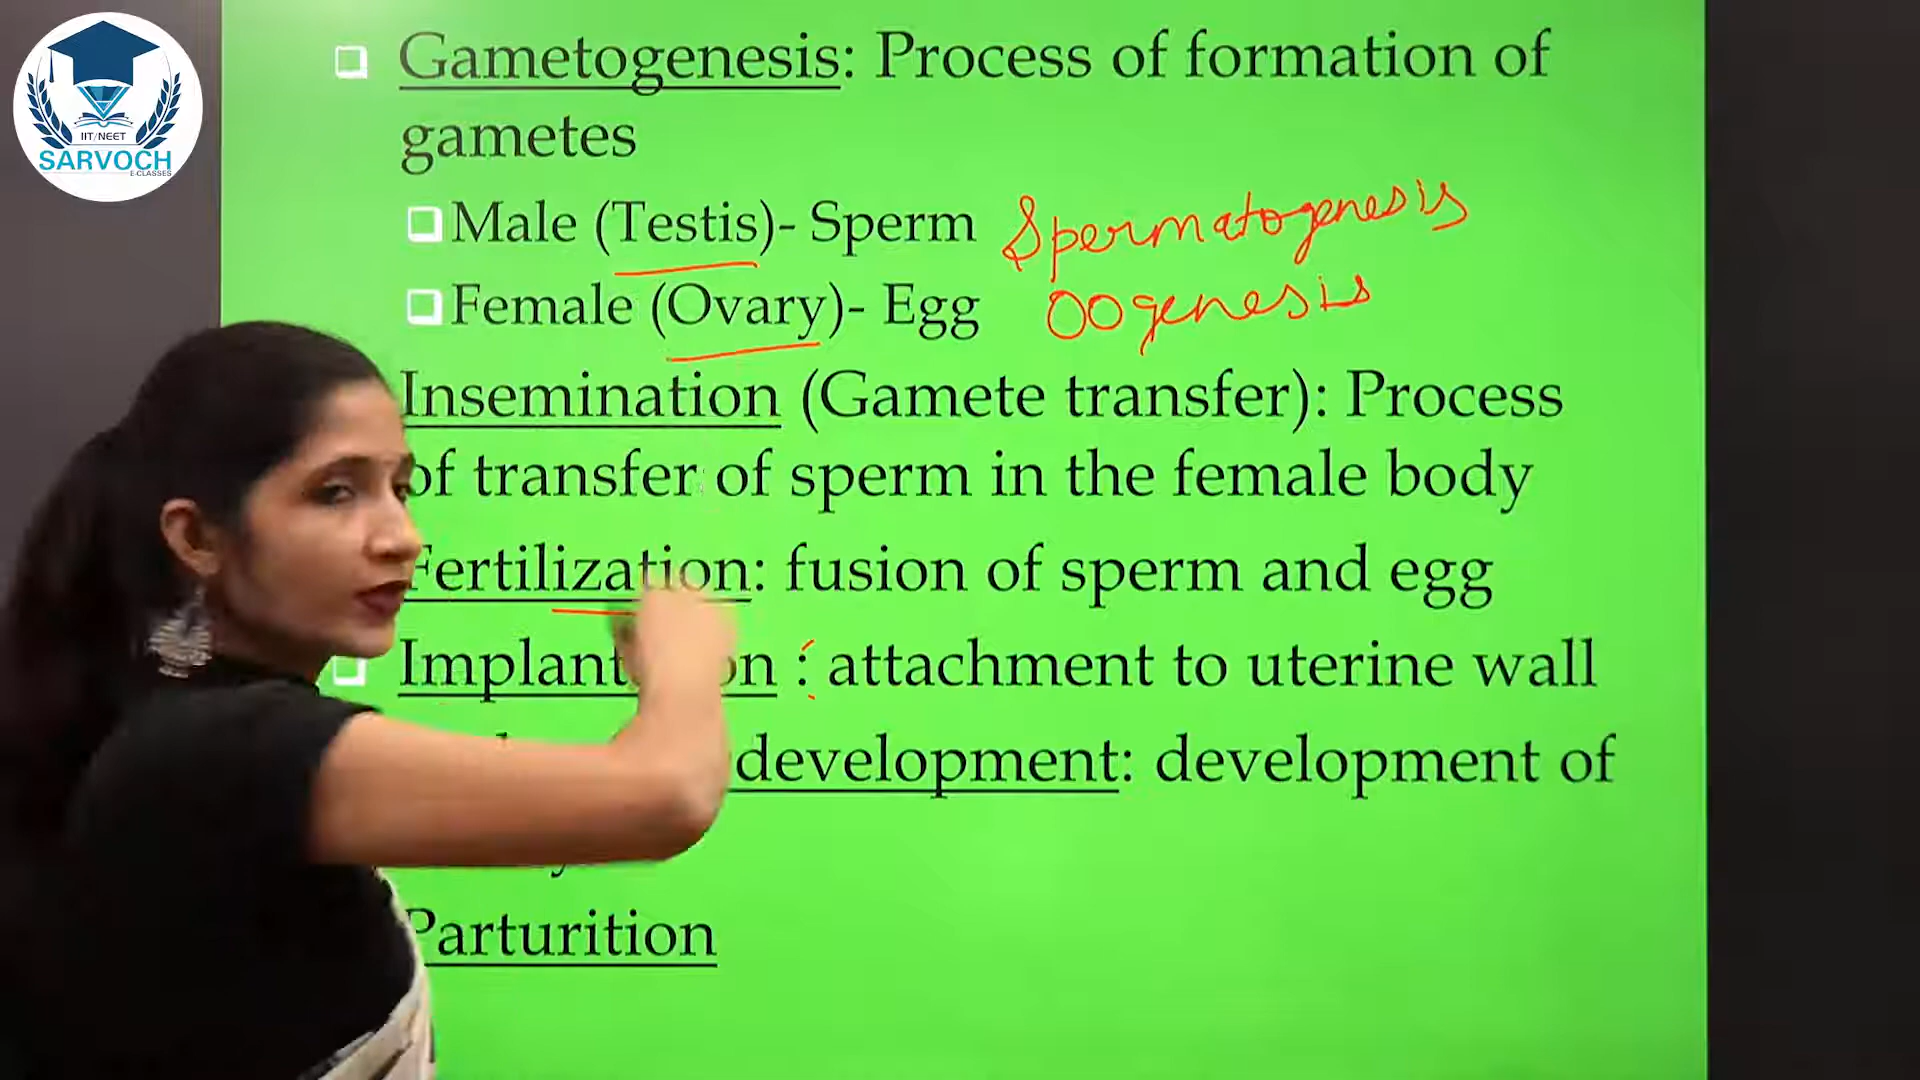 IIT/NEET
SARVOCH
E-CLASSES
Gametogenesis: Process of formation of
gametes
Male (Testis)- Sperm Spermatogenesis
Female (Ovary)- Egg Oogenesis
Insemination (Gamete transfer): Process
of transfer of sperm in the female body
Fertilization: fusion of sperm and egg
: attachment to uterine wall
development: development of
Parturition